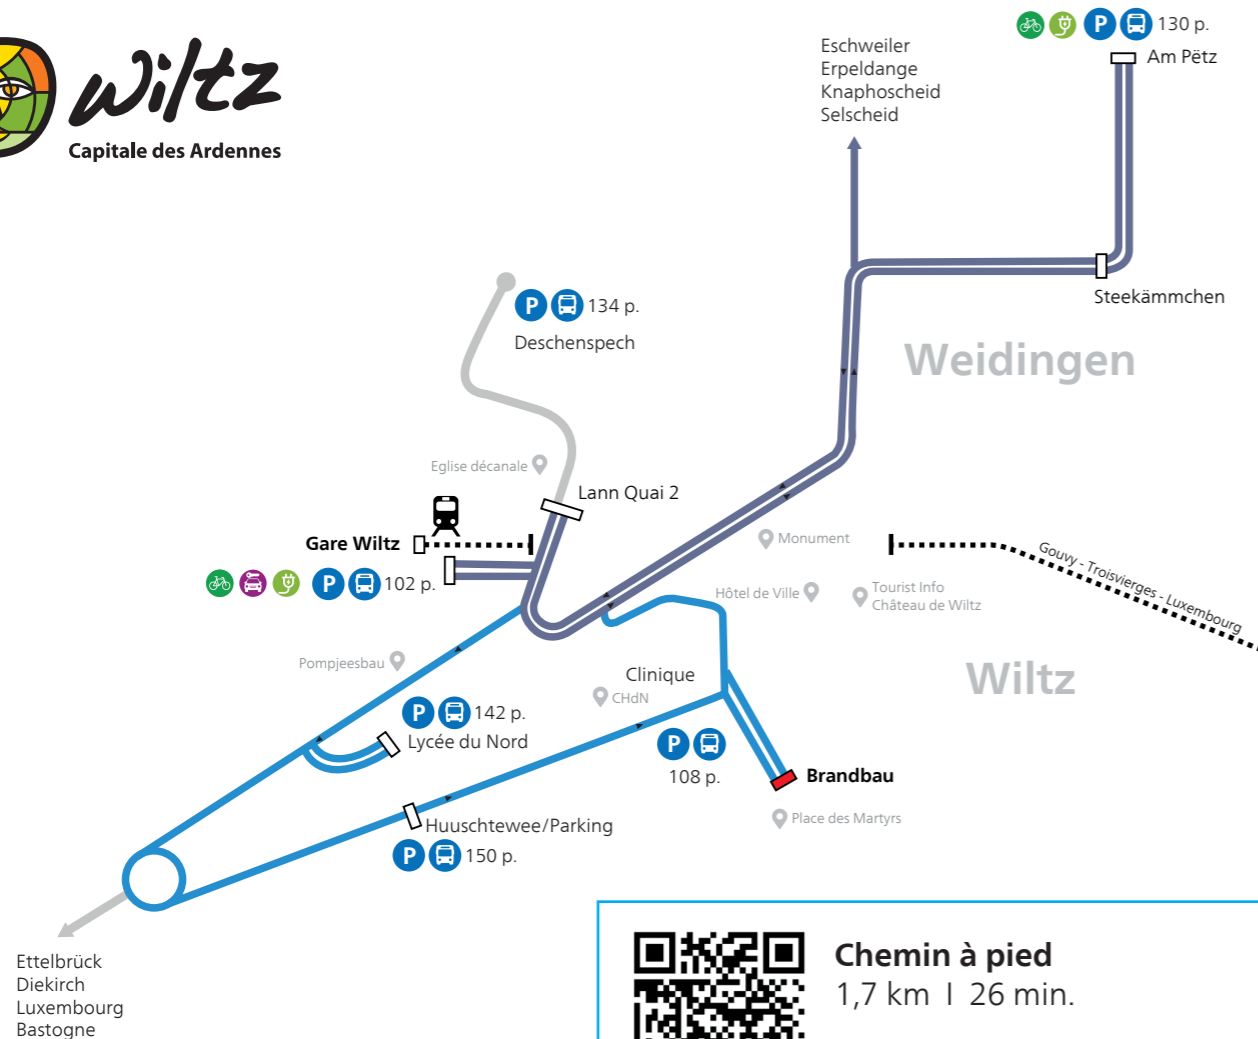 Wiltz
Capitale des Ardennes
P 130 p.
Am Pëtz
Eschweiler
Erpeldange
Knaphoscheid
Selscheid
Steekämmchen
P 134 p.
Deschenspech
Weidingen
Eglise décanale
Lann Quai 2
Gare Wiltz
P 102 p.
Monument
Hôtel de Ville
Tourist Info
Château de Wiltz
Gouvy - Troisvierges - Luxembourg
Pompjeesbau
Clinique
CHdN
Wiltz
P 142 p.
Lycée du Nord
P
108 p.
Brandbau
Place des Martyrs
Huuschtewee/Parking
P 150 p.
Ettelbrück
Diekirch
Luxembourg
Bastogne
Chemin à pied
1,7 km I 26 min.